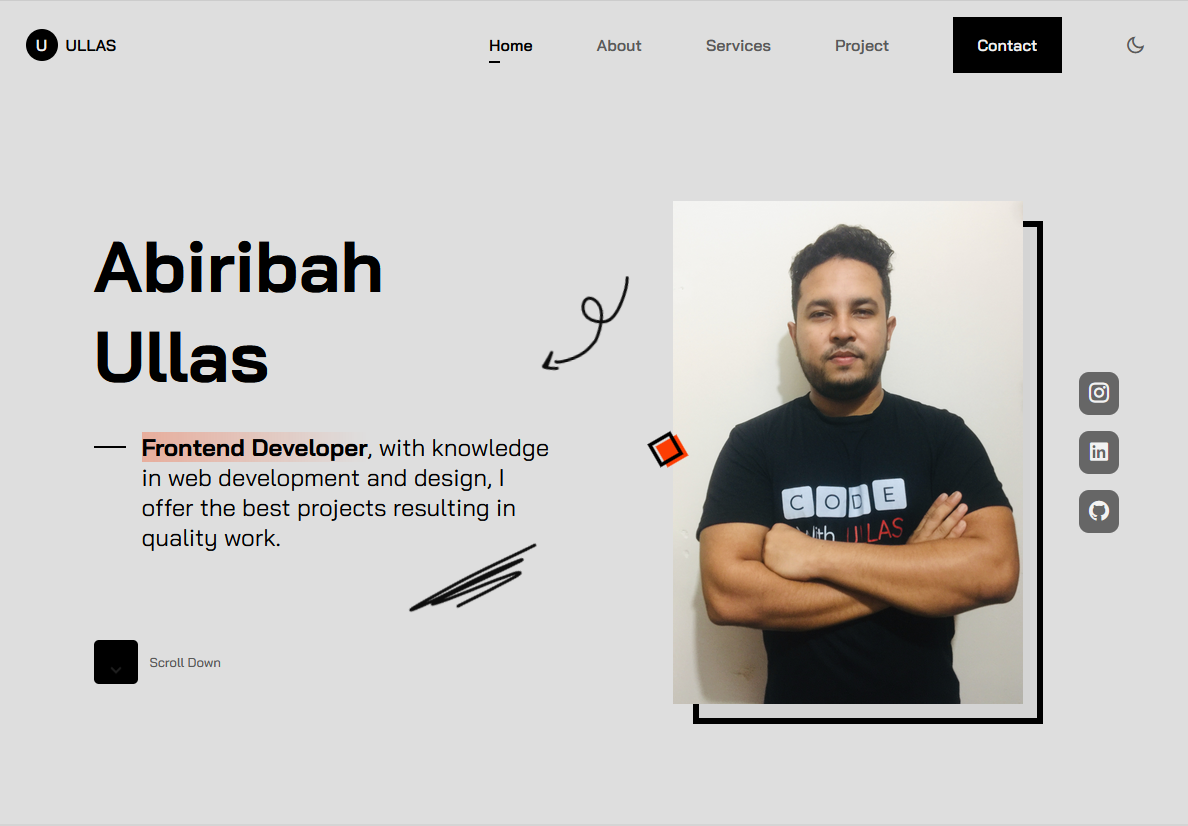 U ULLAS
Home
About
Services
Project
Contact
Abiribah
Ullas
Frontend Developer, with knowledge
in web development and design, I
offer the best projects resulting in
quality work.
Scroll Down
CODE
With ULLAS
in